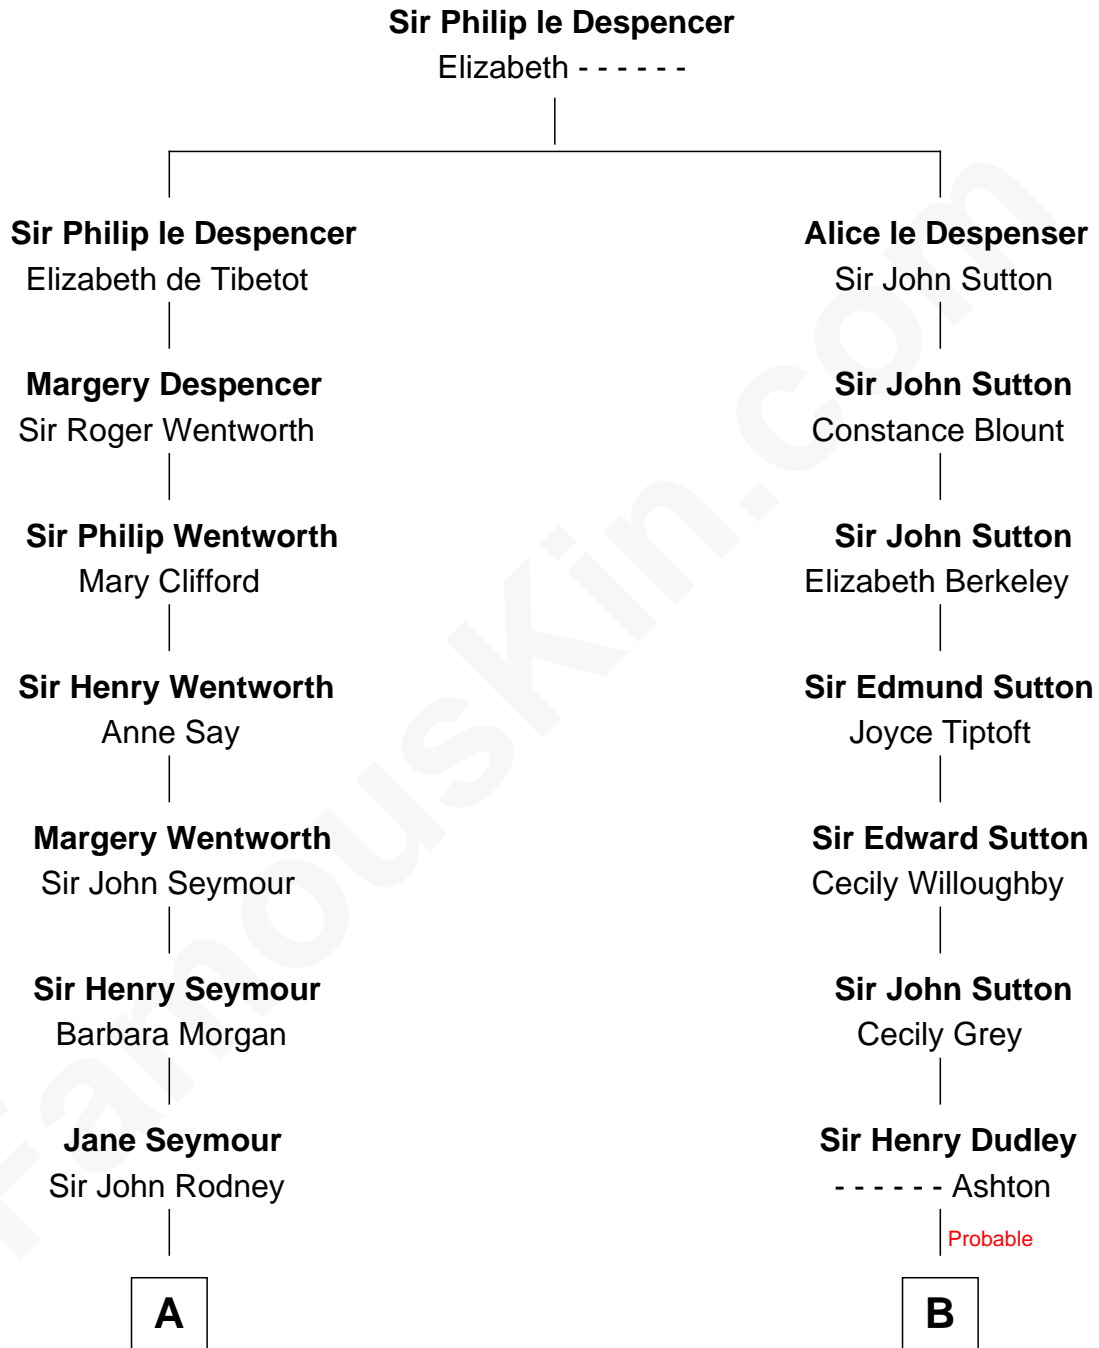 Sir Philip le Despencer
Elizabeth - - - - - -
Sir Philip le Despencer
Elizabeth de Tibetot
Alice le Despenser
Sir John Sutton
Margery Despencer
Sir Roger Wentworth
Sir John Sutton
Constance Blount
Sir Philip Wentworth
Mary Clifford
Sir John Sutton
Elizabeth Berkeley
Sir Henry Wentworth
Anne Say
Sir Edmund Sutton
Joyce Tiptoft
Margery Wentworth
Sir John Seymour
Sir Edward Sutton
Cecily Willoughby
Sir Henry Seymour
Barbara Morgan
Sir John Sutton
Cecily Grey
Jane Seymour
Sir John Rodney
Sir Henry Dudley
- - - - - - Ashton
Probable
A
B
FamousKin.com